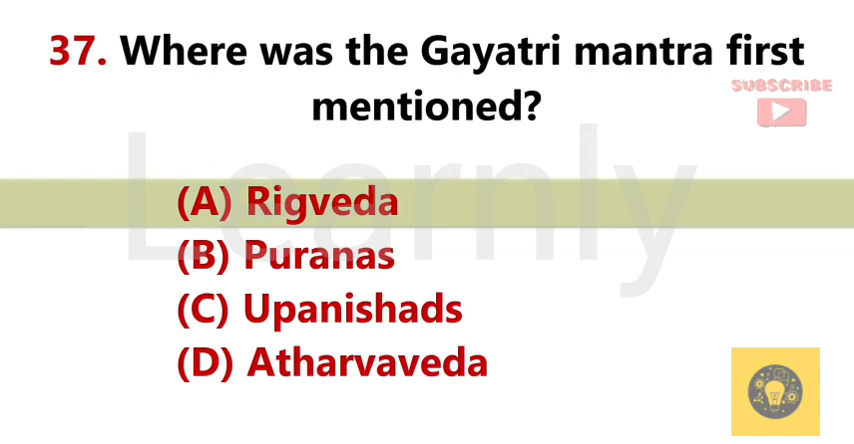 37. Where was the Gayatri mantra first
mentioned?
SUBSCRIBE
Learnly
(A) Rigveda
(B) Puranas
(C) Upanishads
(D) Atharvaveda